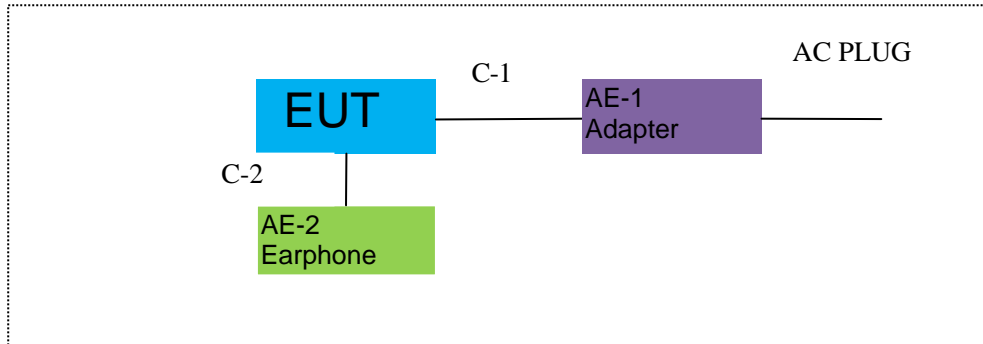 AC PLUG
C-1
EUT
AE-1
Adapter
C-2
AE-2
Earphone